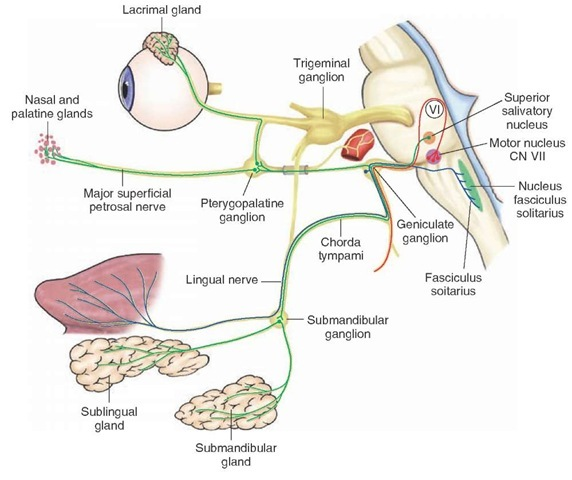 Lacrimal gland
Trigeminal
ganglion
VI
Nasal and
palatine glands
Superior
salivatory
nucleus
Motor nucleus
CN VII
Major superficial
petrosal nerve
Pterygopalatine
ganglion
Nucleus
fasciculus
solitarius
Geniculate
ganglion
Chorda
tympami
Fasciculus
soitarius
Lingual nerve
Submandibular
ganglion
Sublingual
gland
Submandibular
gland